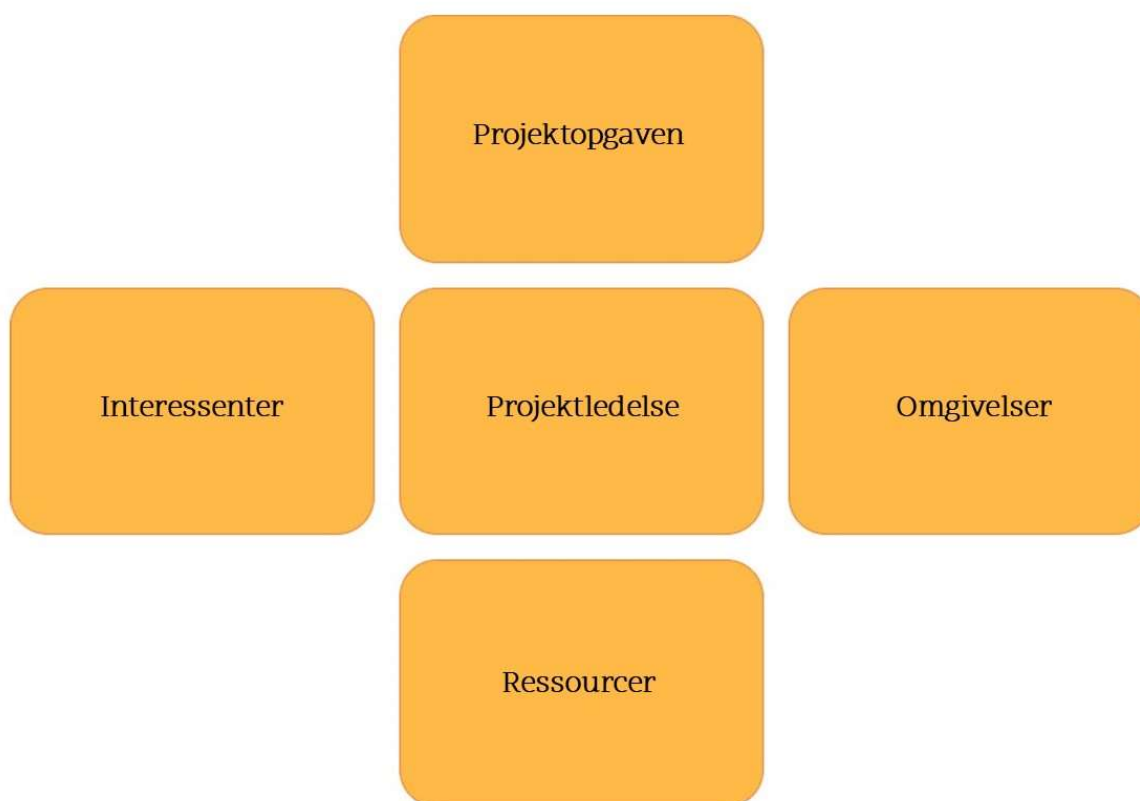 Projektopgaven
Interessenter
Projektledelse
Omgivelser
Ressourcer